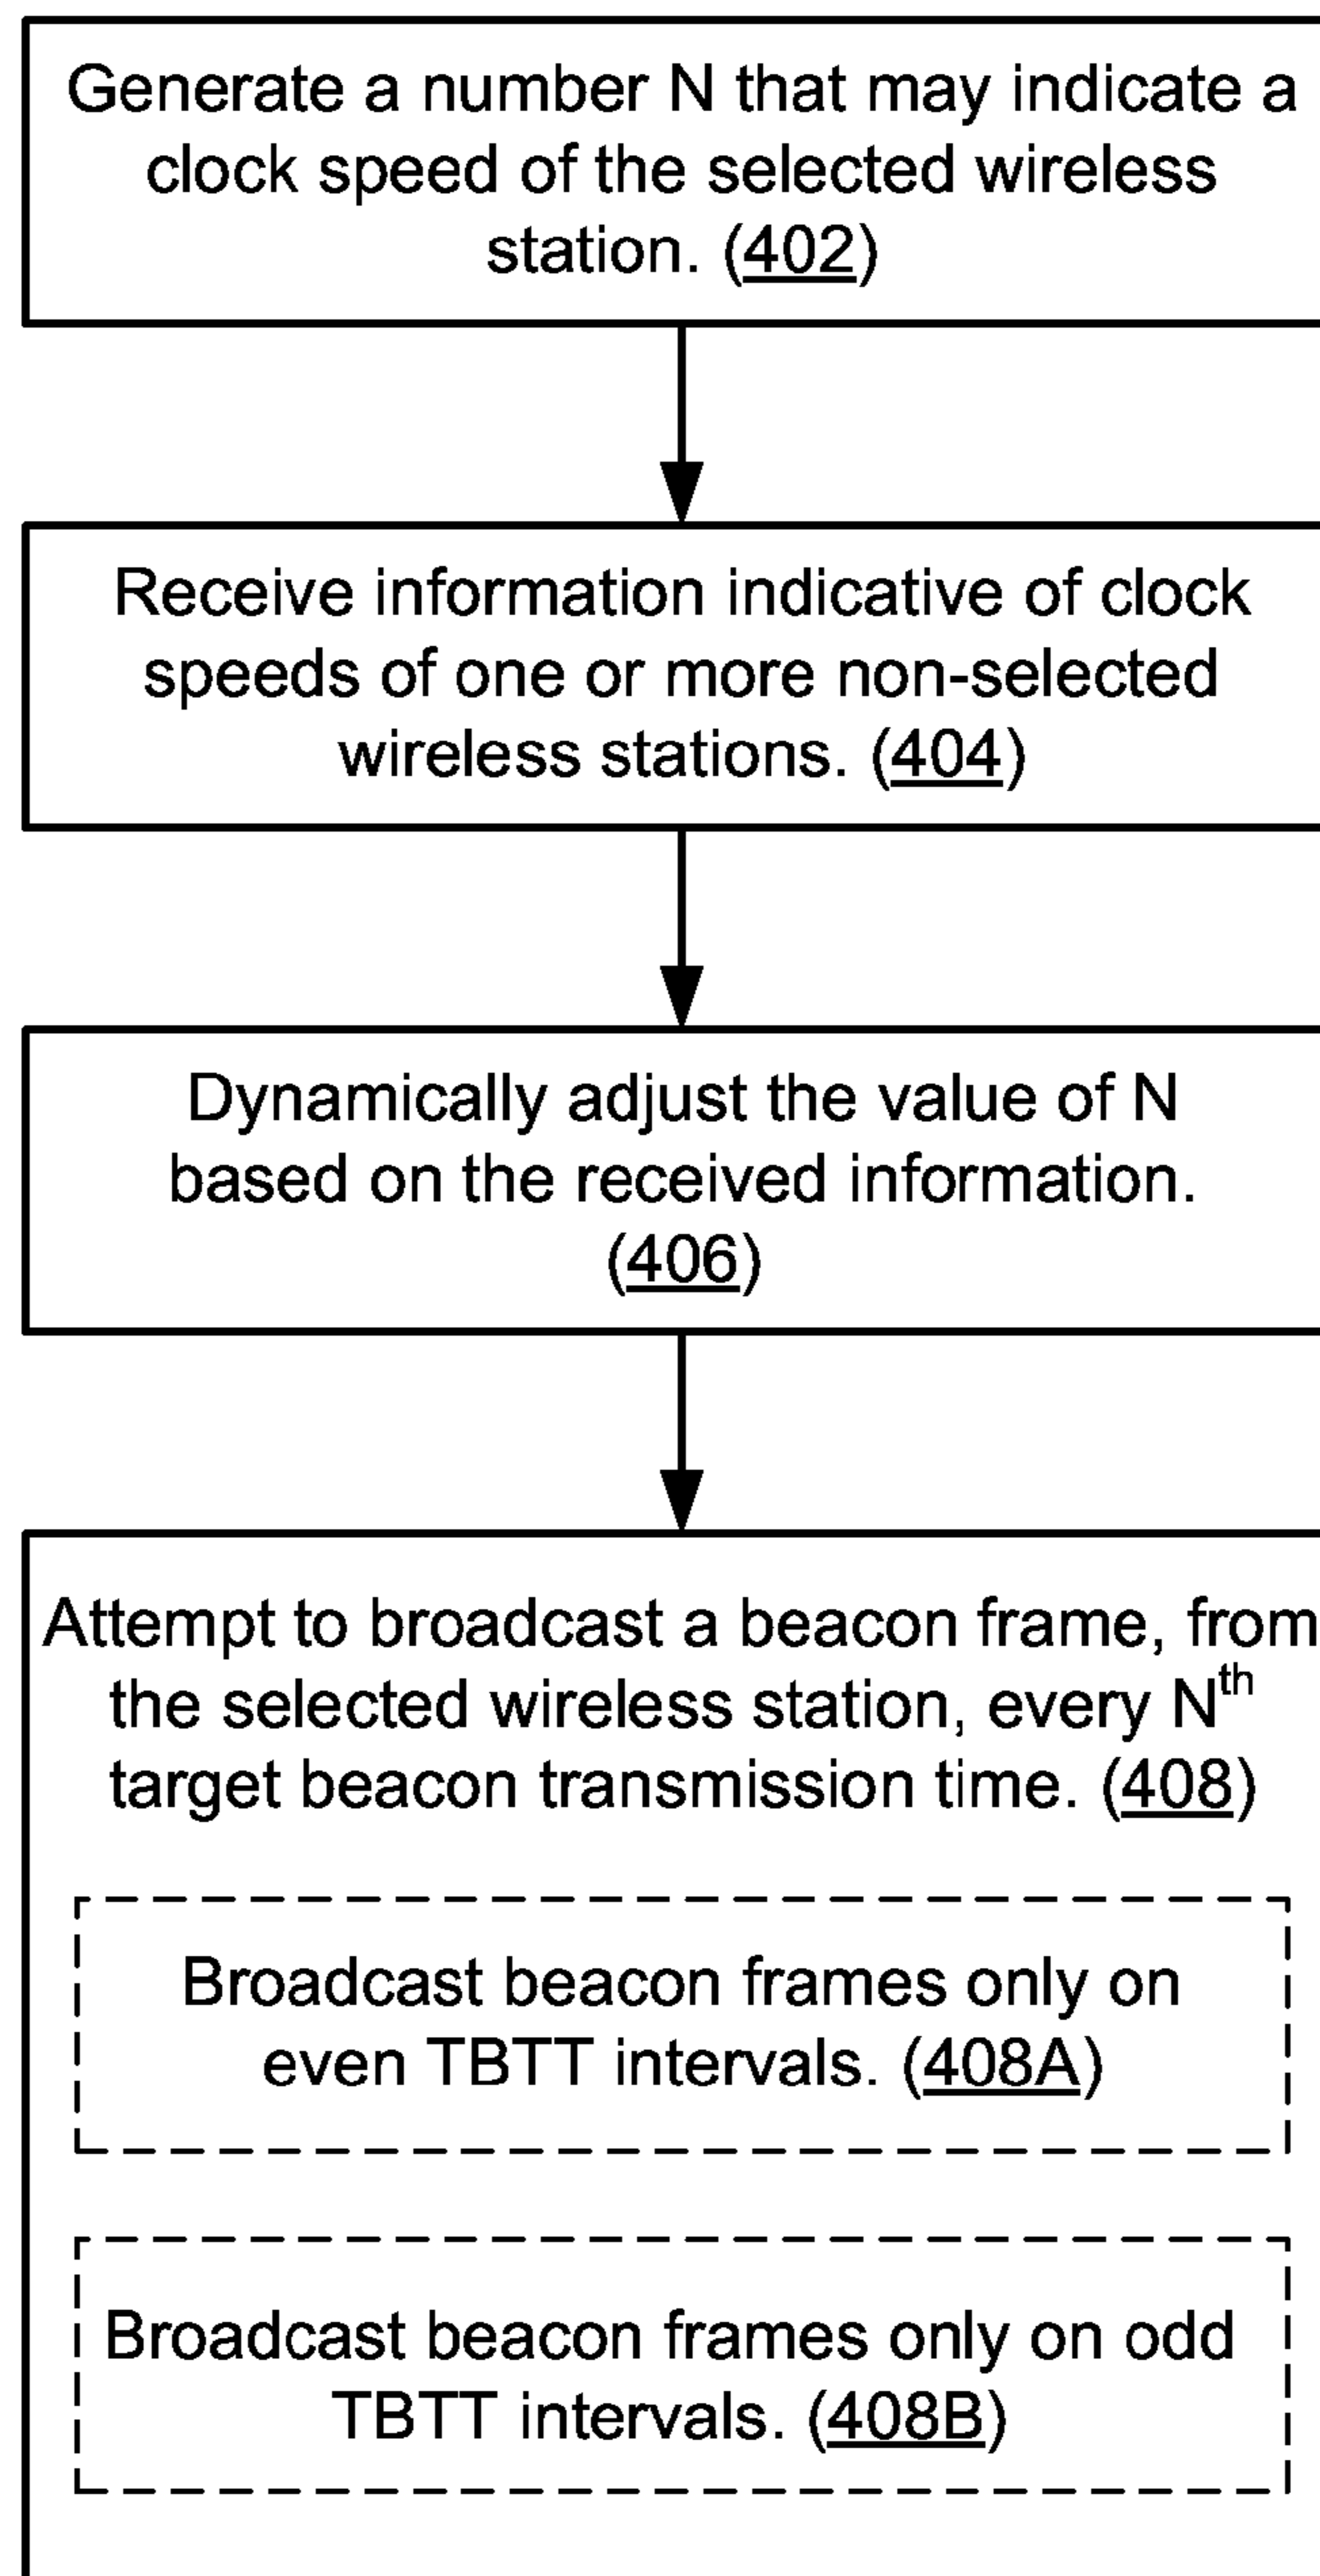 Generate a number N that may indicate a
clock speed of the selected wireless
station. (402)
Receive information indicative of clock
speeds of one or more non-selected
wireless stations. (404)
Dynamically adjust the value of N
based on the received information.
(406)
Attempt to broadcast a beacon frame, from
the selected wireless station, every Nth
target beacon transmission time. (408)
Broadcast beacon frames only on
even TBTT intervals. (408A)
Broadcast beacon frames only on odd
TBTT intervals. (408B)